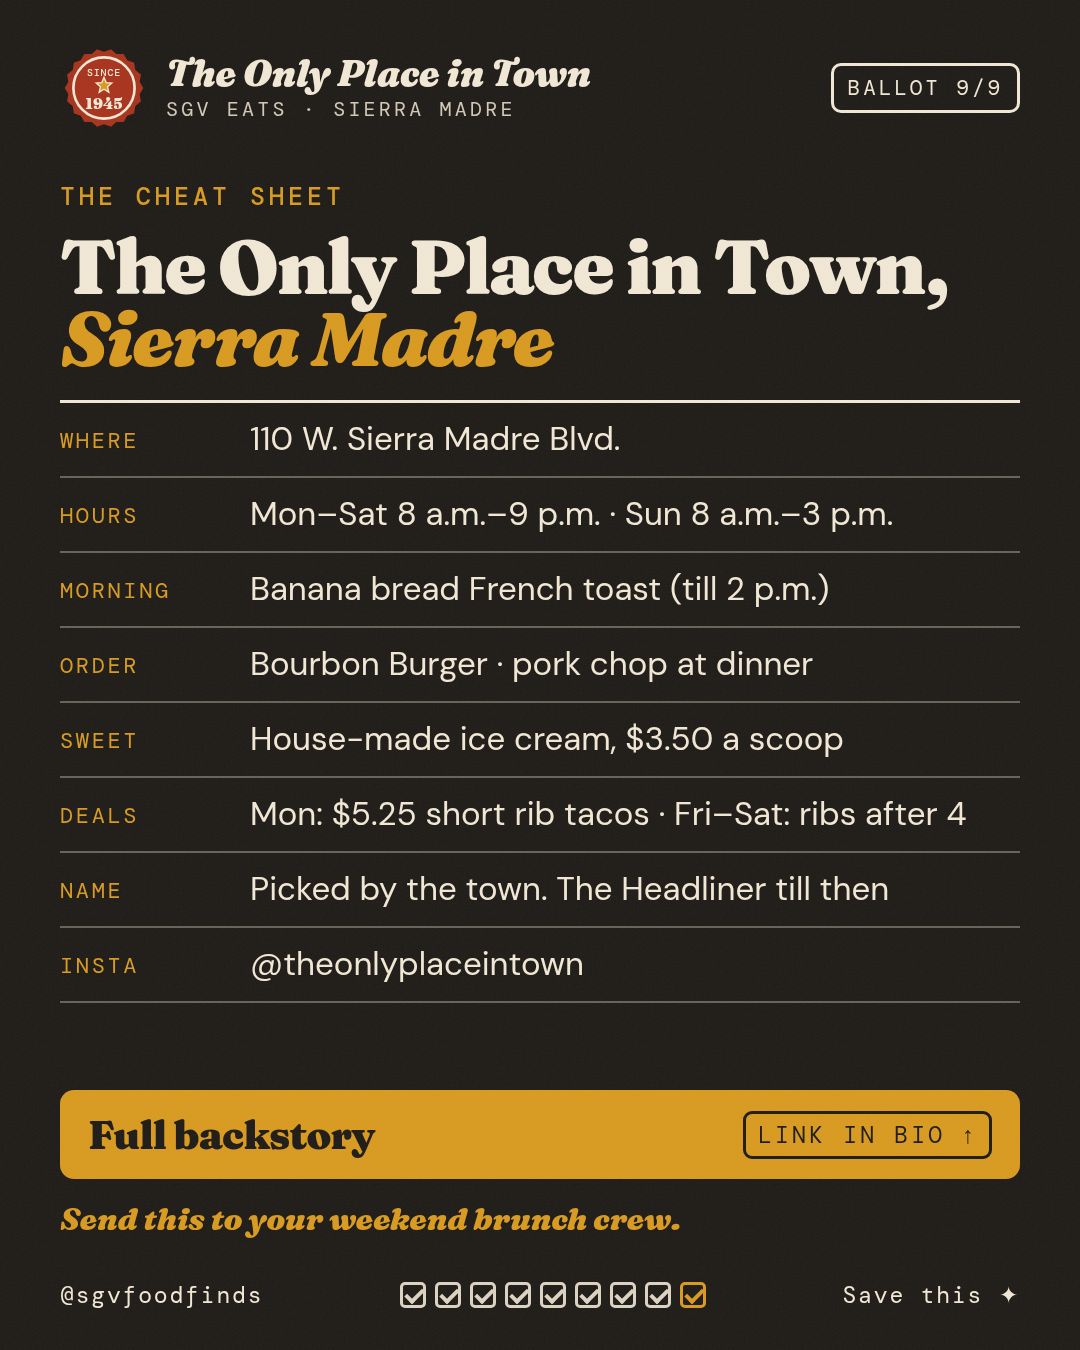 SINCE
1945
The Only Place in Town
SGV EATS · SIERRA MADRE
BALLOT 9/9
THE CHEAT SHEET
The Only Place in Town,
Sierra Madre
WHERE 110 W. Sierra Madre Blvd.
HOURS Mon–Sat 8 a.m.–9 p.m. · Sun 8 a.m.–3 p.m.
MORNING Banana bread French toast (till 2 p.m.)
ORDER Bourbon Burger · pork chop at dinner
SWEET House-made ice cream, $3.50 a scoop
DEALS Mon: $5.25 short rib tacos · Fri–Sat: ribs after 4
NAME Picked by the town. The Headliner till then
INSTA @theonlyplaceintown
Full backstory
LINK IN BIO ↑
Send this to your weekend brunch crew.
@sgvfoodfinds
Save this ✦